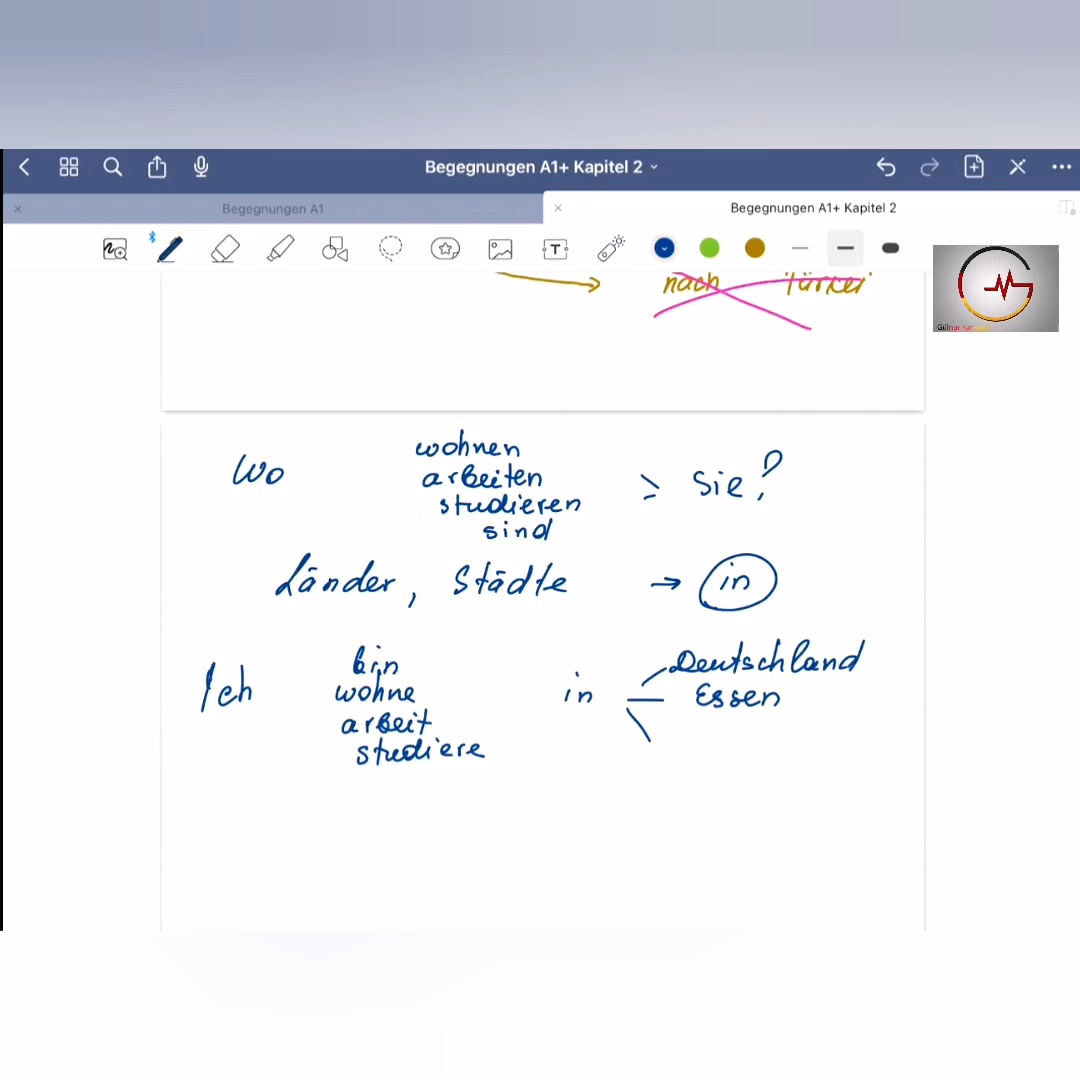 Begegnungen A1+ Kapitel 2
Begegnungen A1
Begegnungen A1+ Kapitel 2
T
nach Türkei
wohnen
Wo arbeiten > Sie?
studieren
sind
Länder, Städte → in
bin
Ich wohne in Deutschland
arbeit Essen
studiere